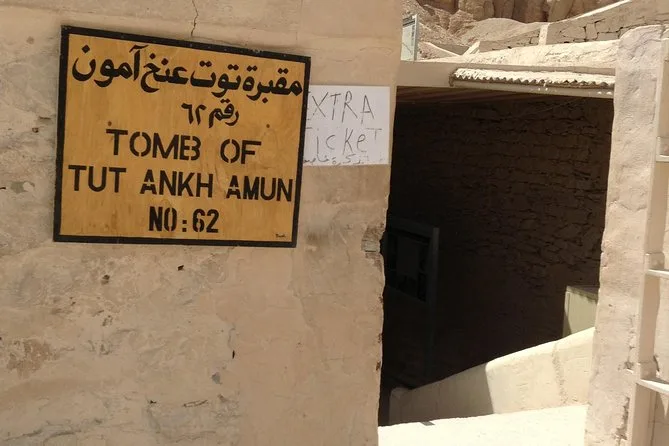 مقبرة توت عنخ آمون
رقم ٦٢
TOMB OF
TUT ANKH AMUN
NO:62
EXTRA
TicKeT